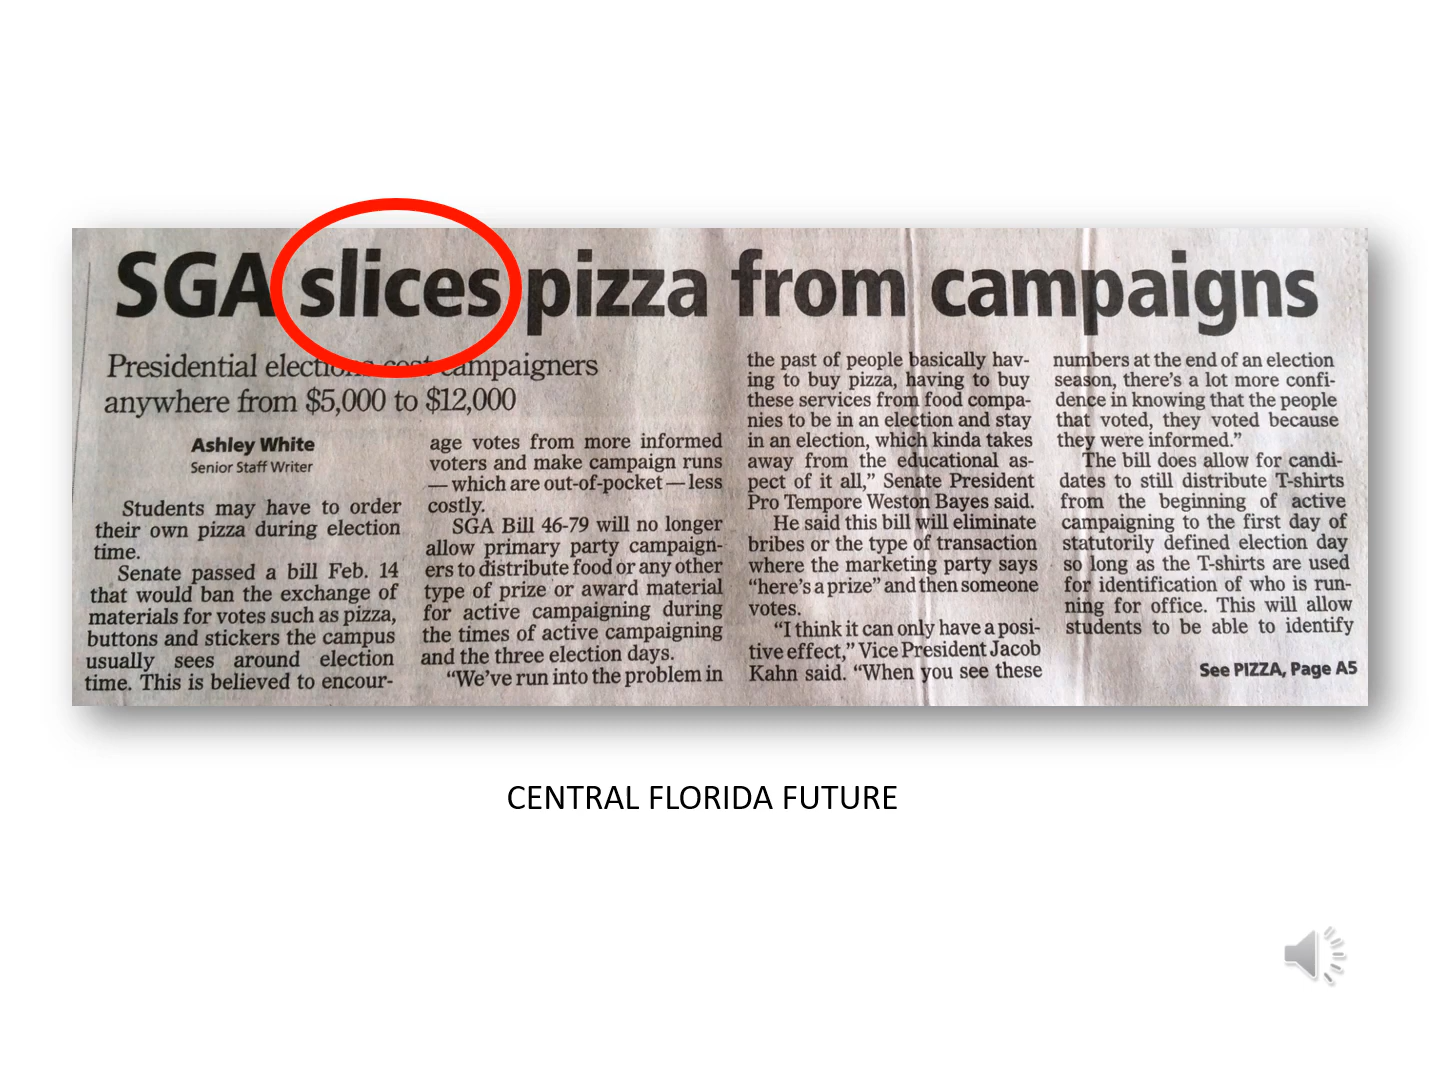 SGA slices pizza from campaigns
Presidential elections cost campaigners
anywhere from $5,000 to $12,000
Ashley White
Senior Staff Writer
Students may have to order
their own pizza during election
time.
Senate passed a bill Feb. 14
that would ban the exchange of
materials for votes such as pizza,
buttons and stickers the campus
usually sees around election
time. This is believed to encour-
age votes from more informed
voters and make campaign runs
— which are out-of-pocket — less
costly.
SGA Bill 46-79 will no longer
allow primary party campaign-
ers to distribute food or any other
type of prize or award material
for active campaigning during
the times of active campaigning
and the three election days.
“We’ve run into the problem in
the past of people basically hav-
ing to buy pizza, having to buy
these services from food compa-
nies to be in an election and stay
in an election, which kinda takes
away from the educational as-
pect of it all,” Senate President
Pro Tempore Weston Bayes said.
He said this bill will eliminate
bribes or the type of transaction
where the marketing party says
“here’s a prize” and then someone
votes.
“I think it can only have a posi-
tive effect,” Vice President Jacob
Kahn said. “When you see these
numbers at the end of an election
season, there’s a lot more confi-
dence in knowing that the people
that voted, they voted because
they were informed.”
The bill does allow for candi-
dates to still distribute T-shirts
from the beginning of active
campaigning to the first day of
statutorily defined election day
so long as the T-shirts are used
for identification of who is run-
ning for office. This will allow
students to be able to identify
See PIZZA, Page A5
CENTRAL FLORIDA FUTURE